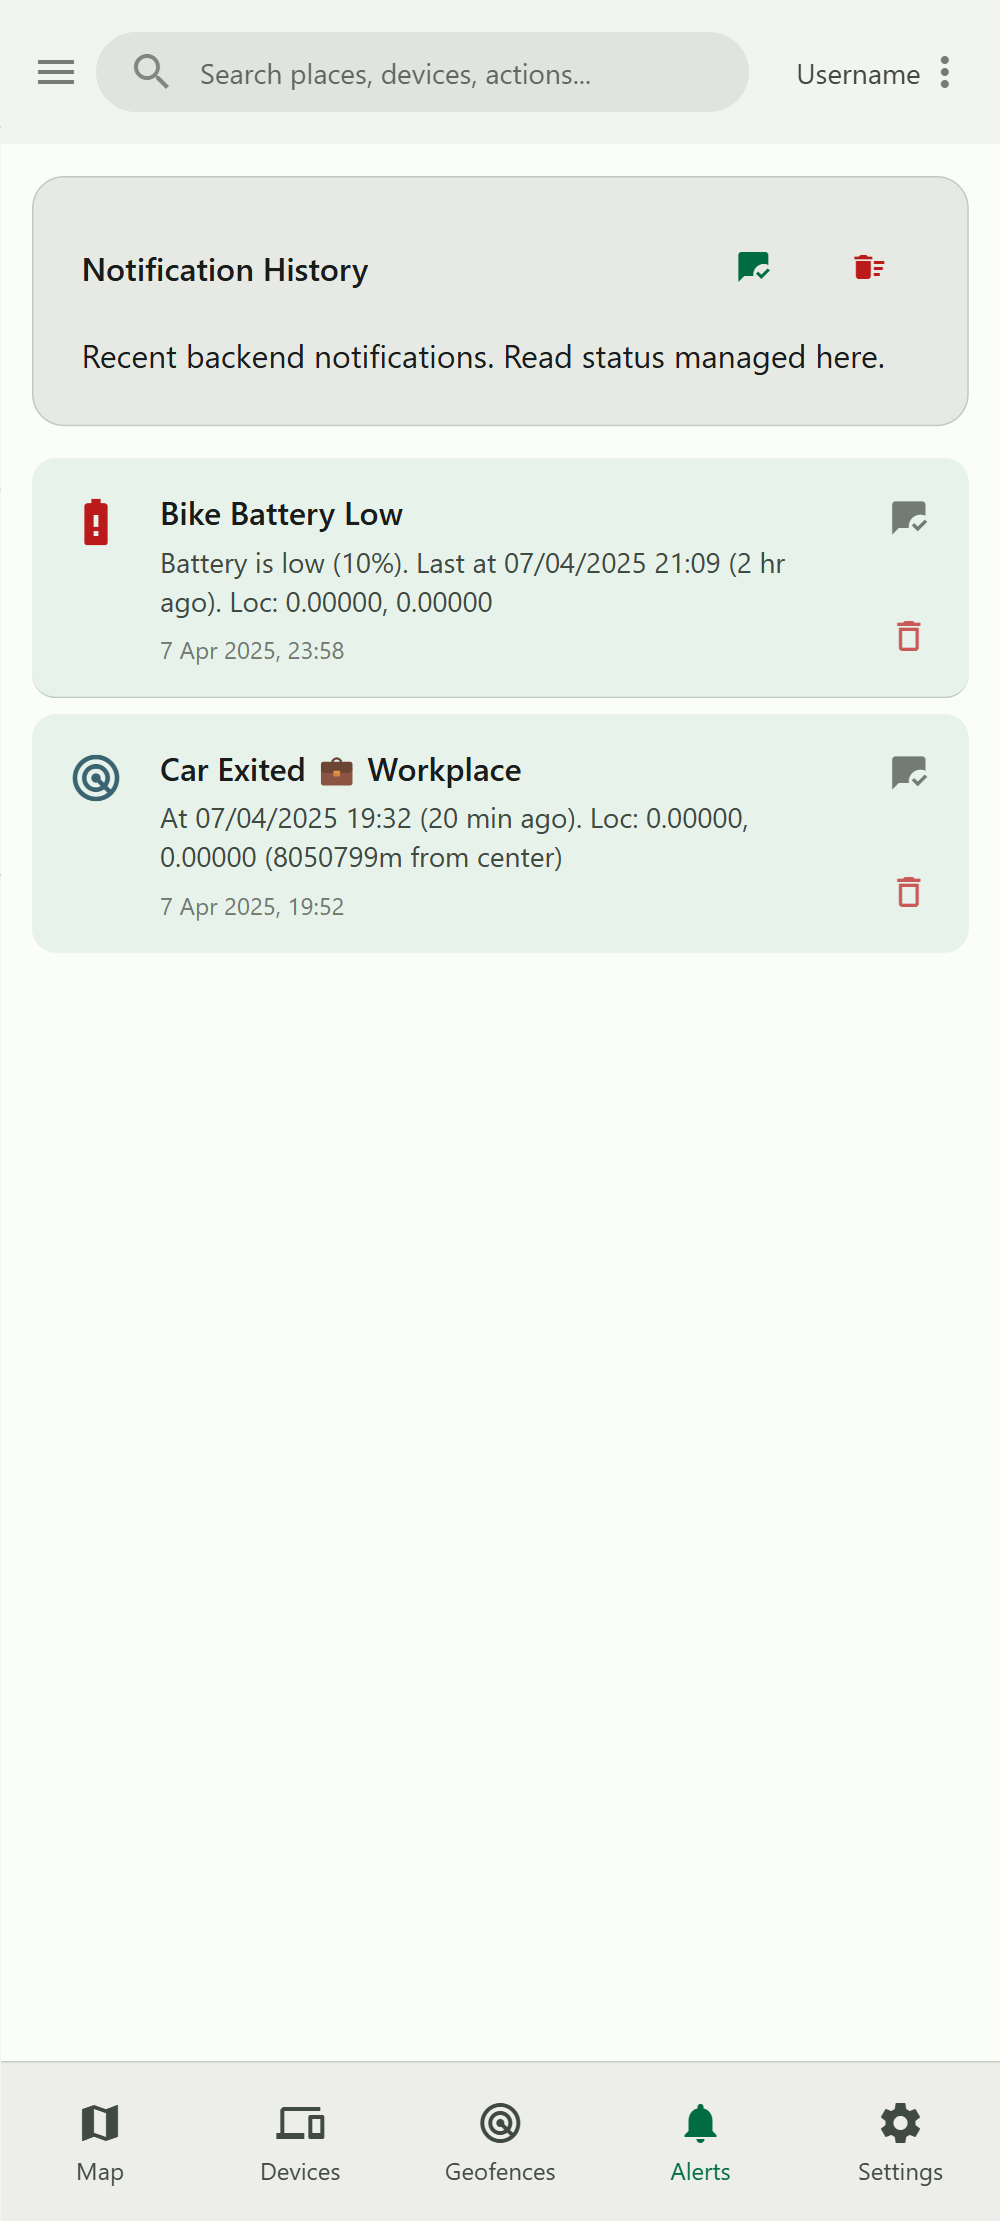 Search places, devices, actions...
Username
Notification History
Recent backend notifications. Read status managed here.
Bike Battery Low
Battery is low (10%). Last at 07/04/2025 21:09 (2 hr
ago). Loc: 0.00000, 0.00000
7 Apr 2025, 23:58
Car Exited 💼 Workplace
At 07/04/2025 19:32 (20 min ago). Loc: 0.00000,
0.00000 (8050799m from center)
7 Apr 2025, 19:52
Map
Devices
Geofences
Alerts
Settings